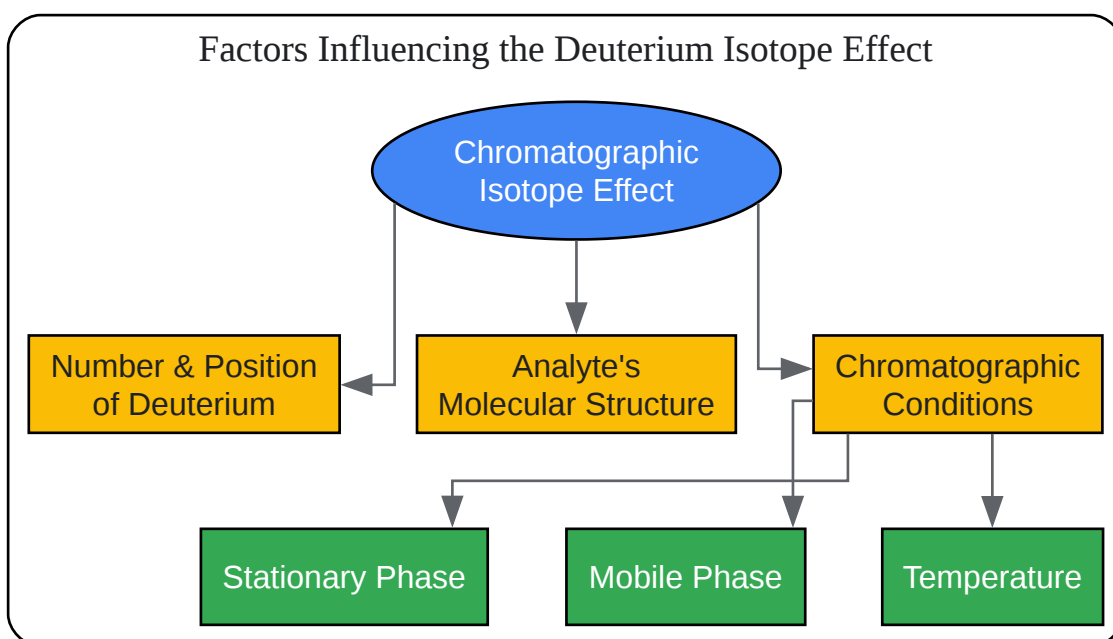 Factors Influencing the Deuterium Isotope Effect
Chromatographic
Isotope Effect
Number & Position
of Deuterium
Analyte's
Molecular Structure
Chromatographic
Conditions
Stationary Phase
Mobile Phase
Temperature